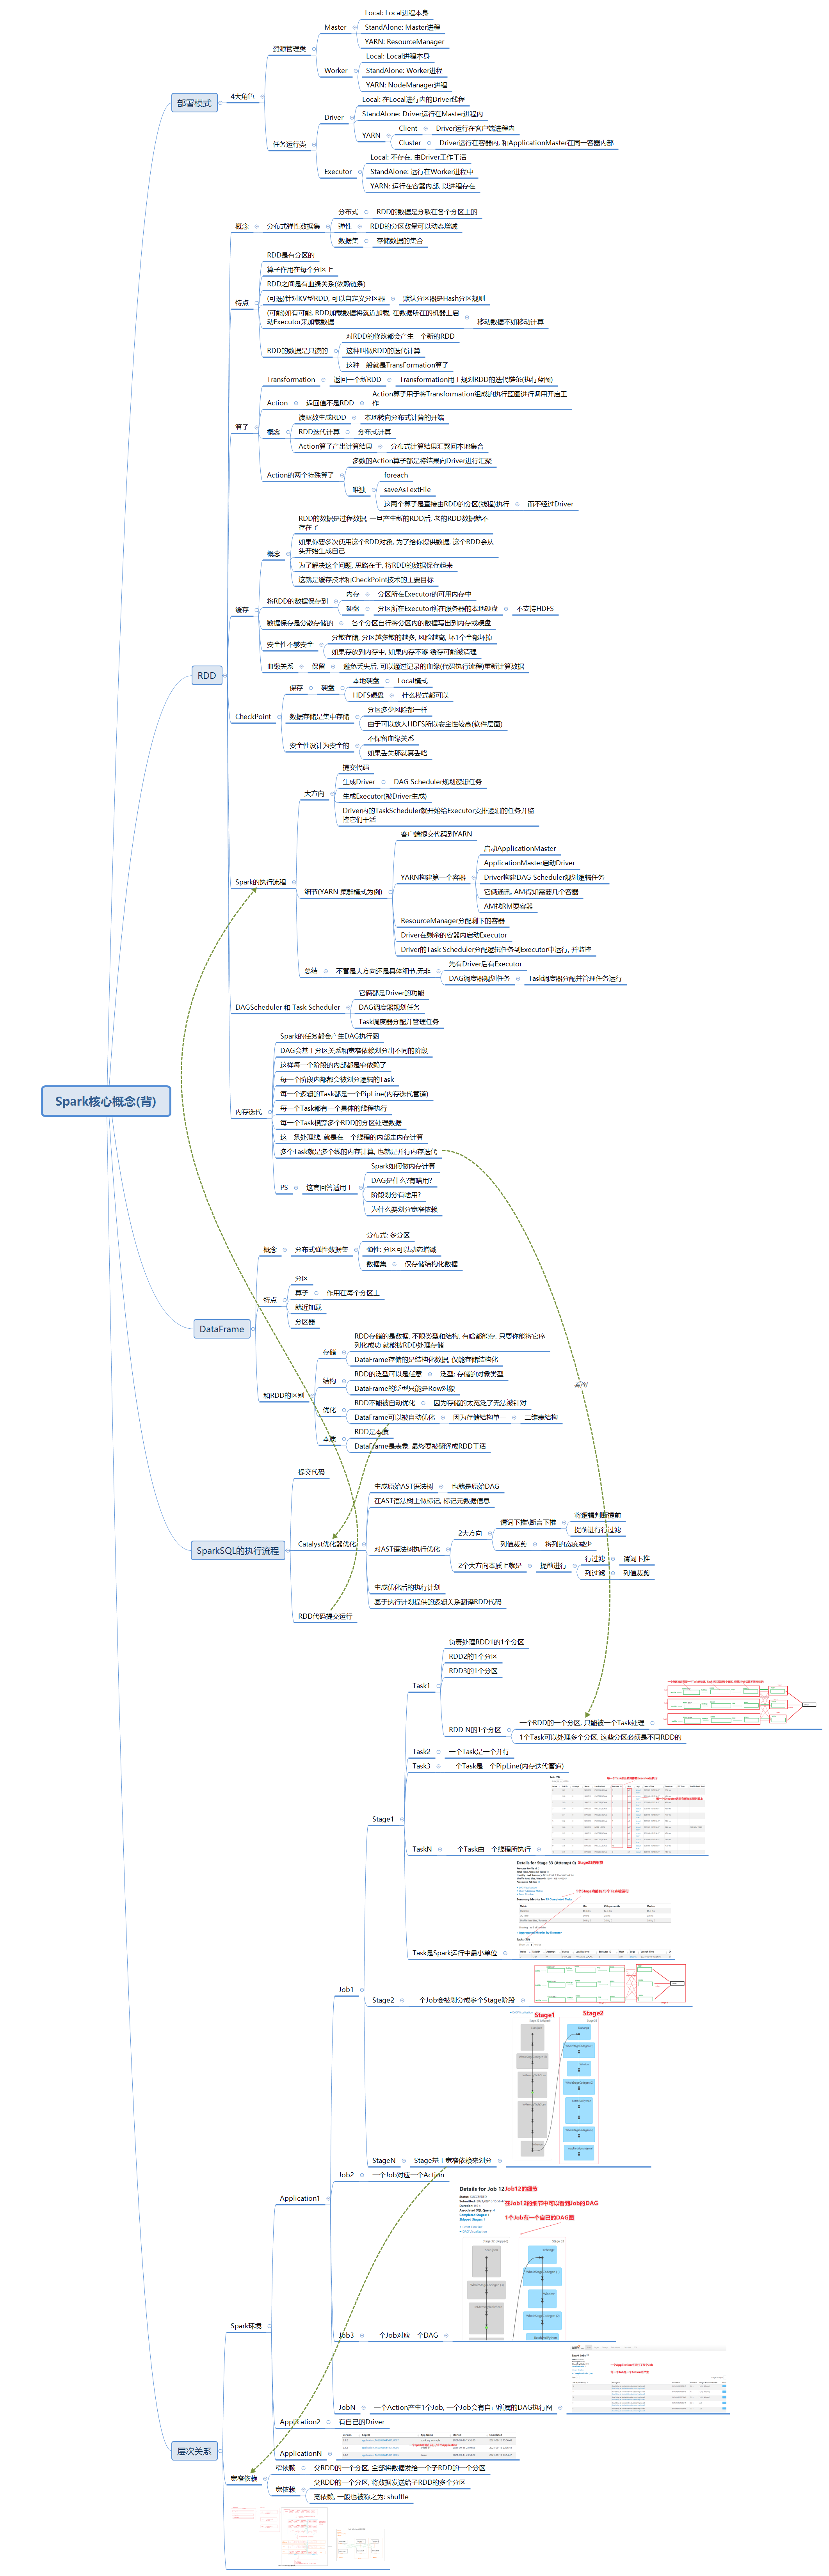 Spark核心概念(背)
部署模式
4大角色
资源管理类
Master
Local: Local进程本身
StandAlone: Master进程
YARN: ResourceManager
Worker
Local: Local进程本身
StandAlone: Worker进程
YARN: NodeManager进程
任务运行类
Driver
Local: 在Local进行内的Driver线程
StandAlone: Driver运行在Master进程内
YARN
Client
Driver运行在客户端进程内
Cluster
Driver运行在容器内, 和ApplicationMaster在同一容器内部
Executor
Local: 不存在, 由Driver工作干活
StandAlone: 运行在Worker进程中
YARN: 运行在容器内部, 以进程存在
RDD
概念
分布式弹性数据集
分布式
RDD的数据是分散在各个分区上的
弹性
RDD的分区数量可以动态增减
数据集
存储数据的集合
特点
RDD是有分区的
算子作用在每个分区上
RDD之间是有血缘关系(依赖链条)
(可选)针对KV型RDD, 可以自定义分区器
默认分区器是Hash分区规则
(可能)如有可能, RDD加载数据将就近加载, 在数据所在的机器上启
动Executor来加载数据
移动数据不如移动计算
RDD的数据是只读的
对RDD的修改都会产生一个新的RDD
这种叫做RDD的迭代计算
这种一般就是TransFormation算子
算子
Transformation
返回一个新RDD
Transformation用于规划RDD的迭代链条(执行蓝图)
Action
返回值不是RDD
Action算子用于将Transformation组成的执行蓝图进行调用开启工
作
概念
读取数生成RDD
本地转向分布式计算的开端
RDD迭代计算
分布式计算
Action算子产出计算结果
分布式计算结果汇聚回本地集合
Action的两个特殊算子
多数的Action算子都是将结果向Driver进行汇聚
唯独
foreach
saveAsTextFile
这两个算子是直接由RDD的分区(线程)执行
而不经过Driver
缓存
概念
RDD的数据是过程数据, 一旦产生新的RDD后, 老的RDD数据就不
存在了
如果你要多次使用这个RDD对象, 为了给你提供数据, 这个RDD会从
头开始生成自己
为了解决这个问题, 思路在于, 将RDD的数据保存起来
这就是缓存技术和CheckPoint技术的主要目标
将RDD的数据保存到
内存
分区所在Executor的可用内存中
硬盘
分区所在Executor所在服务器的本地硬盘
不支持HDFS
数据保存是分散存储的
各个分区自行将分区内的数据写出到内存或硬盘
安全性不够安全
分散存储, 分区越多散的越多, 风险越高, 坏1个全部坏掉
如果存放到内存中, 如果内存不够 缓存可能被清理
血缘关系
保留
避免丢失后, 可以通过记录的血缘(代码执行流程)重新计算数据
CheckPoint
保存
硬盘
本地硬盘
Local模式
HDFS硬盘
什么模式都可以
数据存储是集中存储
分区多少风险都一样
由于可以放入HDFS所以安全性较高(软件层面)
安全性设计为安全的
不保留血缘关系
如果丢失那就真丢咯
Spark的执行流程
大方向
提交代码
生成Driver
DAG Scheduler规划逻辑任务
生成Executor(被Driver生成)
Driver内的TaskScheduler就开始给Executor安排逻辑的任务并监
控它们干活
细节(YARN 集群模式为例)
客户端提交代码到YARN
YARN构建第一个容器
启动ApplicationMaster
ApplicationMaster启动Driver
Driver构建DAG Scheduler规划逻辑任务
它俩通讯, AM得知需要几个容器
AM找RM要容器
ResourceManager分配剩下的容器
Driver在剩余的容器内启动Executor
Driver的Task Scheduler分配逻辑任务到Executor中运行, 并监控
总结
不管是大方向还是具体细节,无非
先有Driver后有Executor
DAG调度器规划任务
Task调度器分配并管理任务运行
DAGScheduler 和 Task Scheduler
它俩都是Driver的功能
DAG调度器规划任务
Task调度器分配并管理任务
内存迭代
Spark的任务都会产生DAG执行图
DAG会基于分区关系和宽窄依赖划分出不同的阶段
这样每一个阶段的内部都是窄依赖了
每一个阶段内部都会被划分逻辑的Task
每一个逻辑的Task都是一个PipLine(内存迭代管道)
每一个Task都有一个具体的线程执行
每一个Task横穿多个RDD的分区处理数据
这一条处理线, 就是在一个线程的内部走内存计算
多个Task就是多个线的内存计算, 也就是并行内存迭代
PS
这套回答适用于
Spark如何做内存计算
DAG是什么?有啥用?
阶段划分有啥用?
为什么要划分宽窄依赖
DataFrame
概念
分布式弹性数据集
分布式: 多分区
弹性: 分区可以动态增减
数据集
仅存储结构化数据
特点
分区
算子
作用在每个分区上
就近加载
分区器
和RDD的区别
存储
RDD存储的是数据, 不限类型和结构, 有啥都能存, 只要你能将它序
列化成功 就能被RDD处理存储
DataFrame存储的是结构化数据, 仅能存储结构化
结构
RDD的泛型可以是任意
泛型: 存储的对象类型
DataFrame的泛型只能是Row对象
优化
RDD不能被自动优化
因为存储的太宽泛了无法被针对
DataFrame可以被自动优化
因为存储结构单一
二维表结构
本质
RDD是本质
DataFrame是表象, 最终要被翻译成RDD干活
看图
SparkSQL的执行流程
提交代码
Catalyst优化器优化
生成原始AST语法树
也就是原始DAG
在AST语法树上做标记, 标记元数据信息
对AST语法树执行优化
2大方向
谓词下推\断言下推
将逻辑判断提前
提前进行行过滤
列值裁剪
将列的宽度减少
2个大方向本质上就是
提前进行
行过滤
谓词下推
列过滤
列值裁剪
生成优化后的执行计划
基于执行计划提供的逻辑关系翻译RDD代码
RDD代码提交运行
层次关系
Spark环境
Application1
Job1
Stage1
Task1
负责处理RDD1的1个分区
RDD2的1个分区
RDD3的1个分区
RDD N的1个分区
一个RDD的一个分区, 只能被一个Task处理
1个Task可以处理多个分区, 这些分区必须是不同RDD的
Task2
一个Task是一个并行
Task3
一个Task是一个PipLine(内存迭代管道)
TaskN
一个Task由一个线程所执行
Task是Spark运行中最小单位
Details for Stage 33 (Attempt 0)
Stage2
一个Job会被划分成多个Stage阶段
Stage1
Stage2
StageN
Stage基于宽窄依赖来划分
Job2
一个Job对应一个Action
Details for Job 12
Job12的细节
在Job12的细节中可以看到Job的DAG
1个Job有一个自己的DAG图
Job3
一个Job对应一个DAG
JobN
一个Action产生1个Job, 一个Job会有自己所属的DAG执行图
Application2
有自己的Driver
ApplicationN
宽窄依赖
窄依赖
父RDD的一个分区, 全部将数据发给一个子RDD的一个分区
宽依赖
父RDD的一个分区, 将数据发送给子RDD的多个分区
宽依赖, 一般也被称之为: shuffle